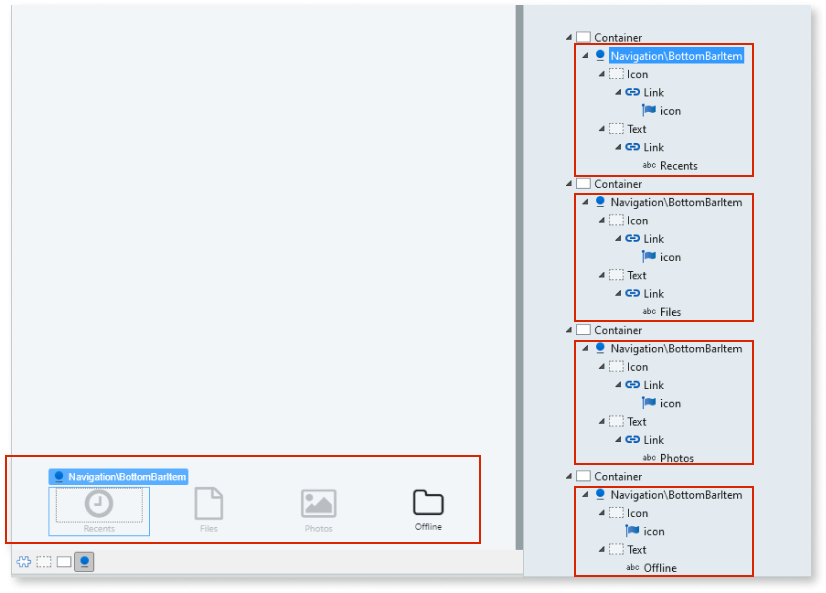 Container
Navigation\BottomBarItem
Icon
Link
icon
Text
Link
abc Recents
Container
Navigation\BottomBarItem
Icon
Link
icon
Text
Link
abc Files
Container
Navigation\BottomBarItem
Icon
Link
icon
Text
Link
abc Photos
Container
Navigation\BottomBarItem
Icon
icon
Text
abc Offline
Navigation\BottomBarItem
Recents Files Photos Offline